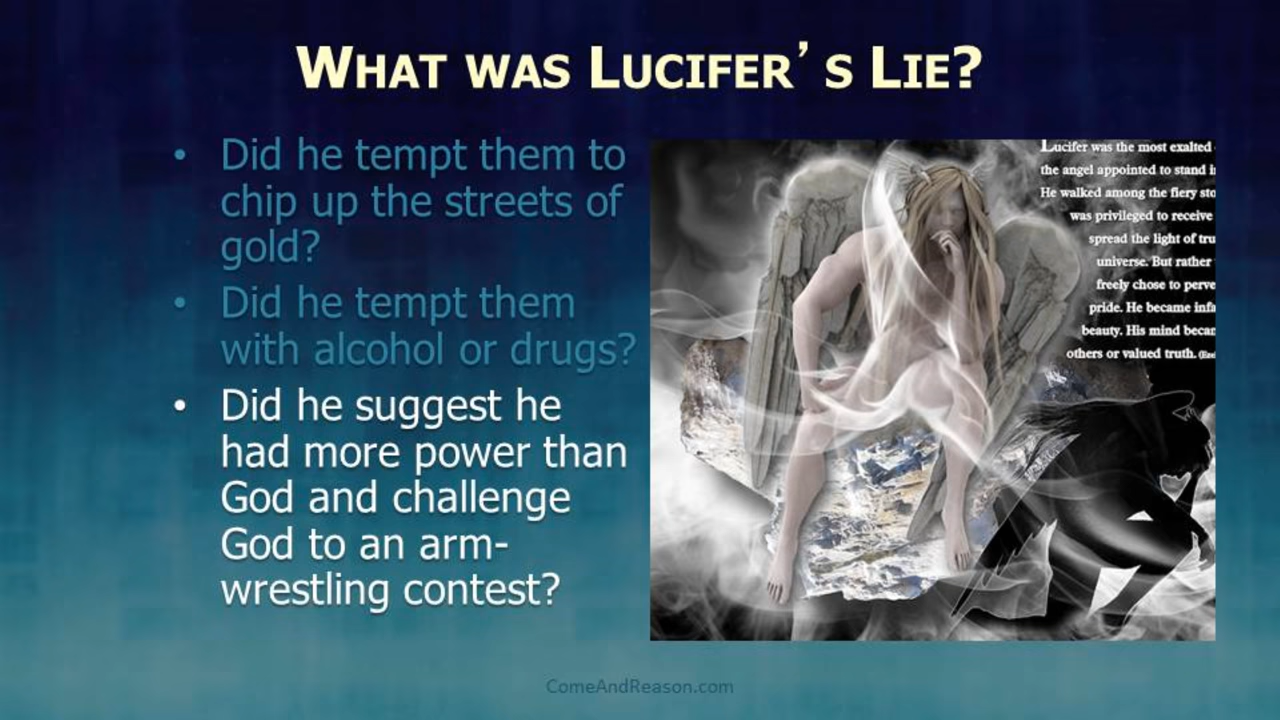 WHAT WAS LUCIFER’S LIE?
• Did he tempt them to
chip up the streets of
gold?
• Did he tempt them
with alcohol or drugs?
• Did he suggest he
had more power than
God and challenge
God to an arm-
wrestling contest?
Lucifer was the most exalted
the angel appointed to stand
He walked among the fiery
was privileged to receive
spread the light of
universe. But rather
freely chose to
pride. He became
beauty. His mind
others or valued truth.
ComeAndReason.com